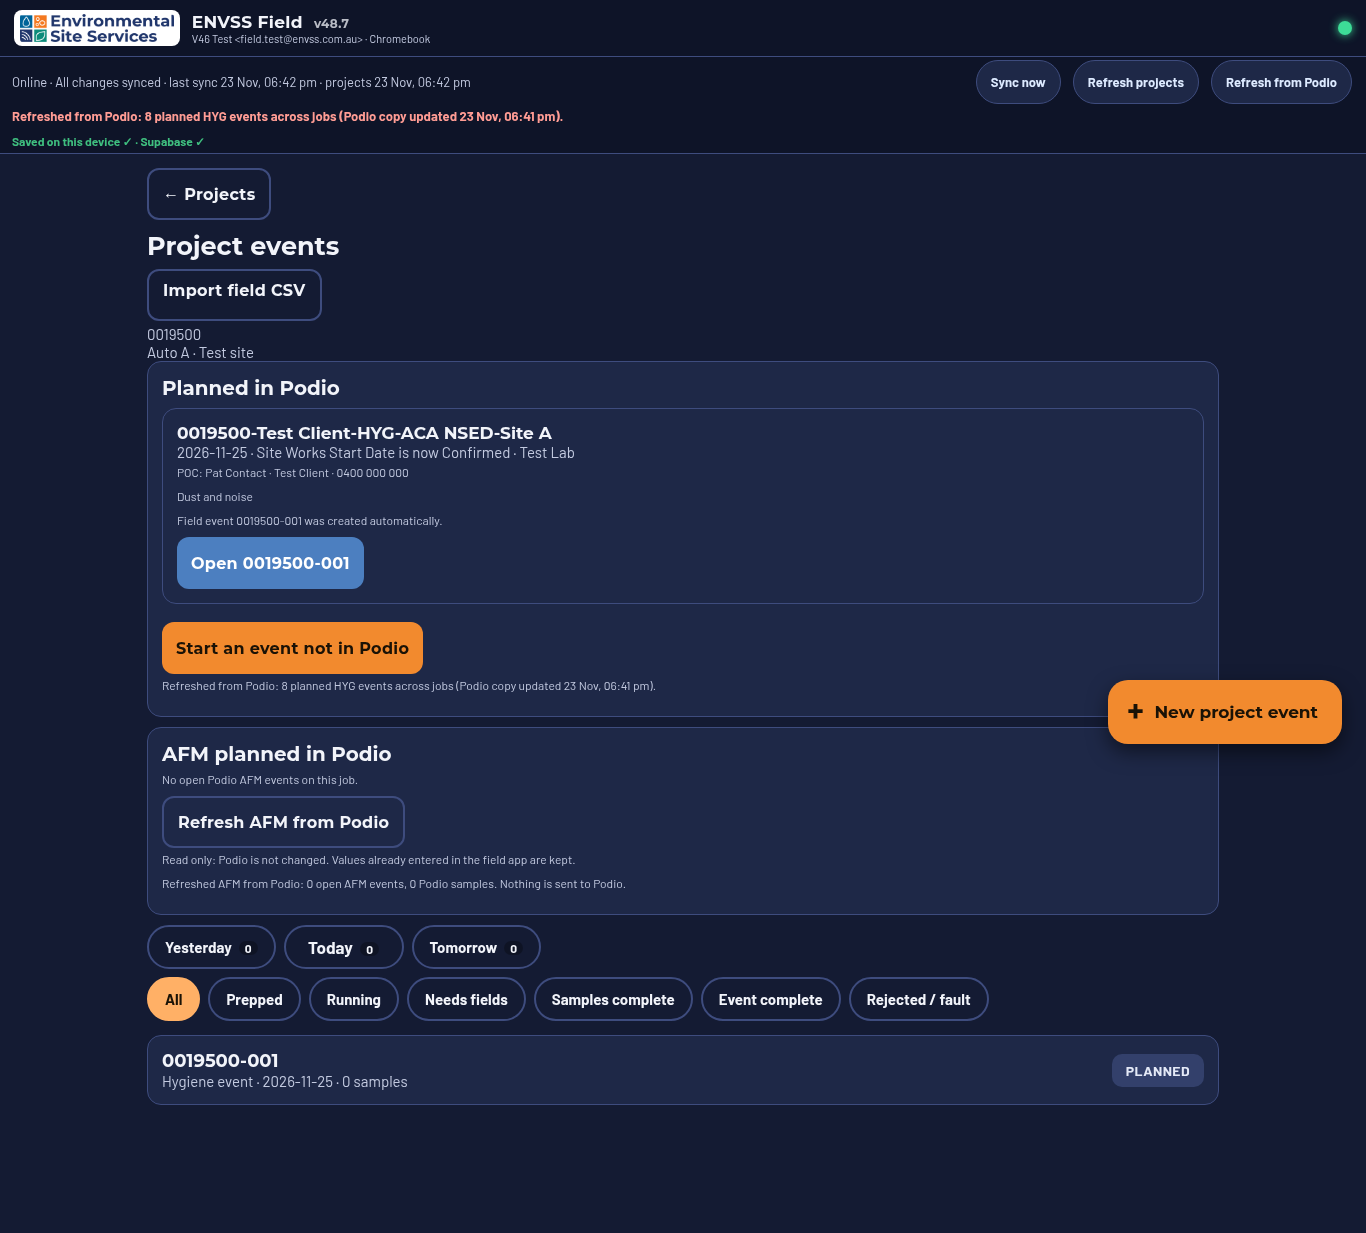 Environmental
Site Services
ENVSS Field v48.7
V46 Test <field.test@envss.com.au> · Chromebook
Online · All changes synced · last sync 23 Nov, 06:42 pm · projects 23 Nov, 06:42 pm
Sync now
Refresh projects
Refresh from Podio
Refreshed from Podio: 8 planned HYG events across jobs (Podio copy updated 23 Nov, 06:41 pm).
Saved on this device ✓ · Supabase ✓
← Projects
Project events
Import field CSV
0019500
Auto A · Test site
Planned in Podio
0019500-Test Client-HYG-ACA NSED-Site A
2026-11-25 · Site Works Start Date is now Confirmed · Test Lab
POC: Pat Contact · Test Client · 0400 000 000
Dust and noise
Field event 0019500-001 was created automatically.
Open 0019500-001
Start an event not in Podio
Refreshed from Podio: 8 planned HYG events across jobs (Podio copy updated 23 Nov, 06:41 pm).
+ New project event
AFM planned in Podio
No open Podio AFM events on this job.
Refresh AFM from Podio
Read only: Podio is not changed. Values already entered in the field app are kept.
Refreshed AFM from Podio: 0 open AFM events, 0 Podio samples. Nothing is sent to Podio.
Yesterday 0
Today 0
Tomorrow 0
All
Prepped
Running
Needs fields
Samples complete
Event complete
Rejected / fault
0019500-001
Hygiene event · 2026-11-25 · 0 samples
PLANNED